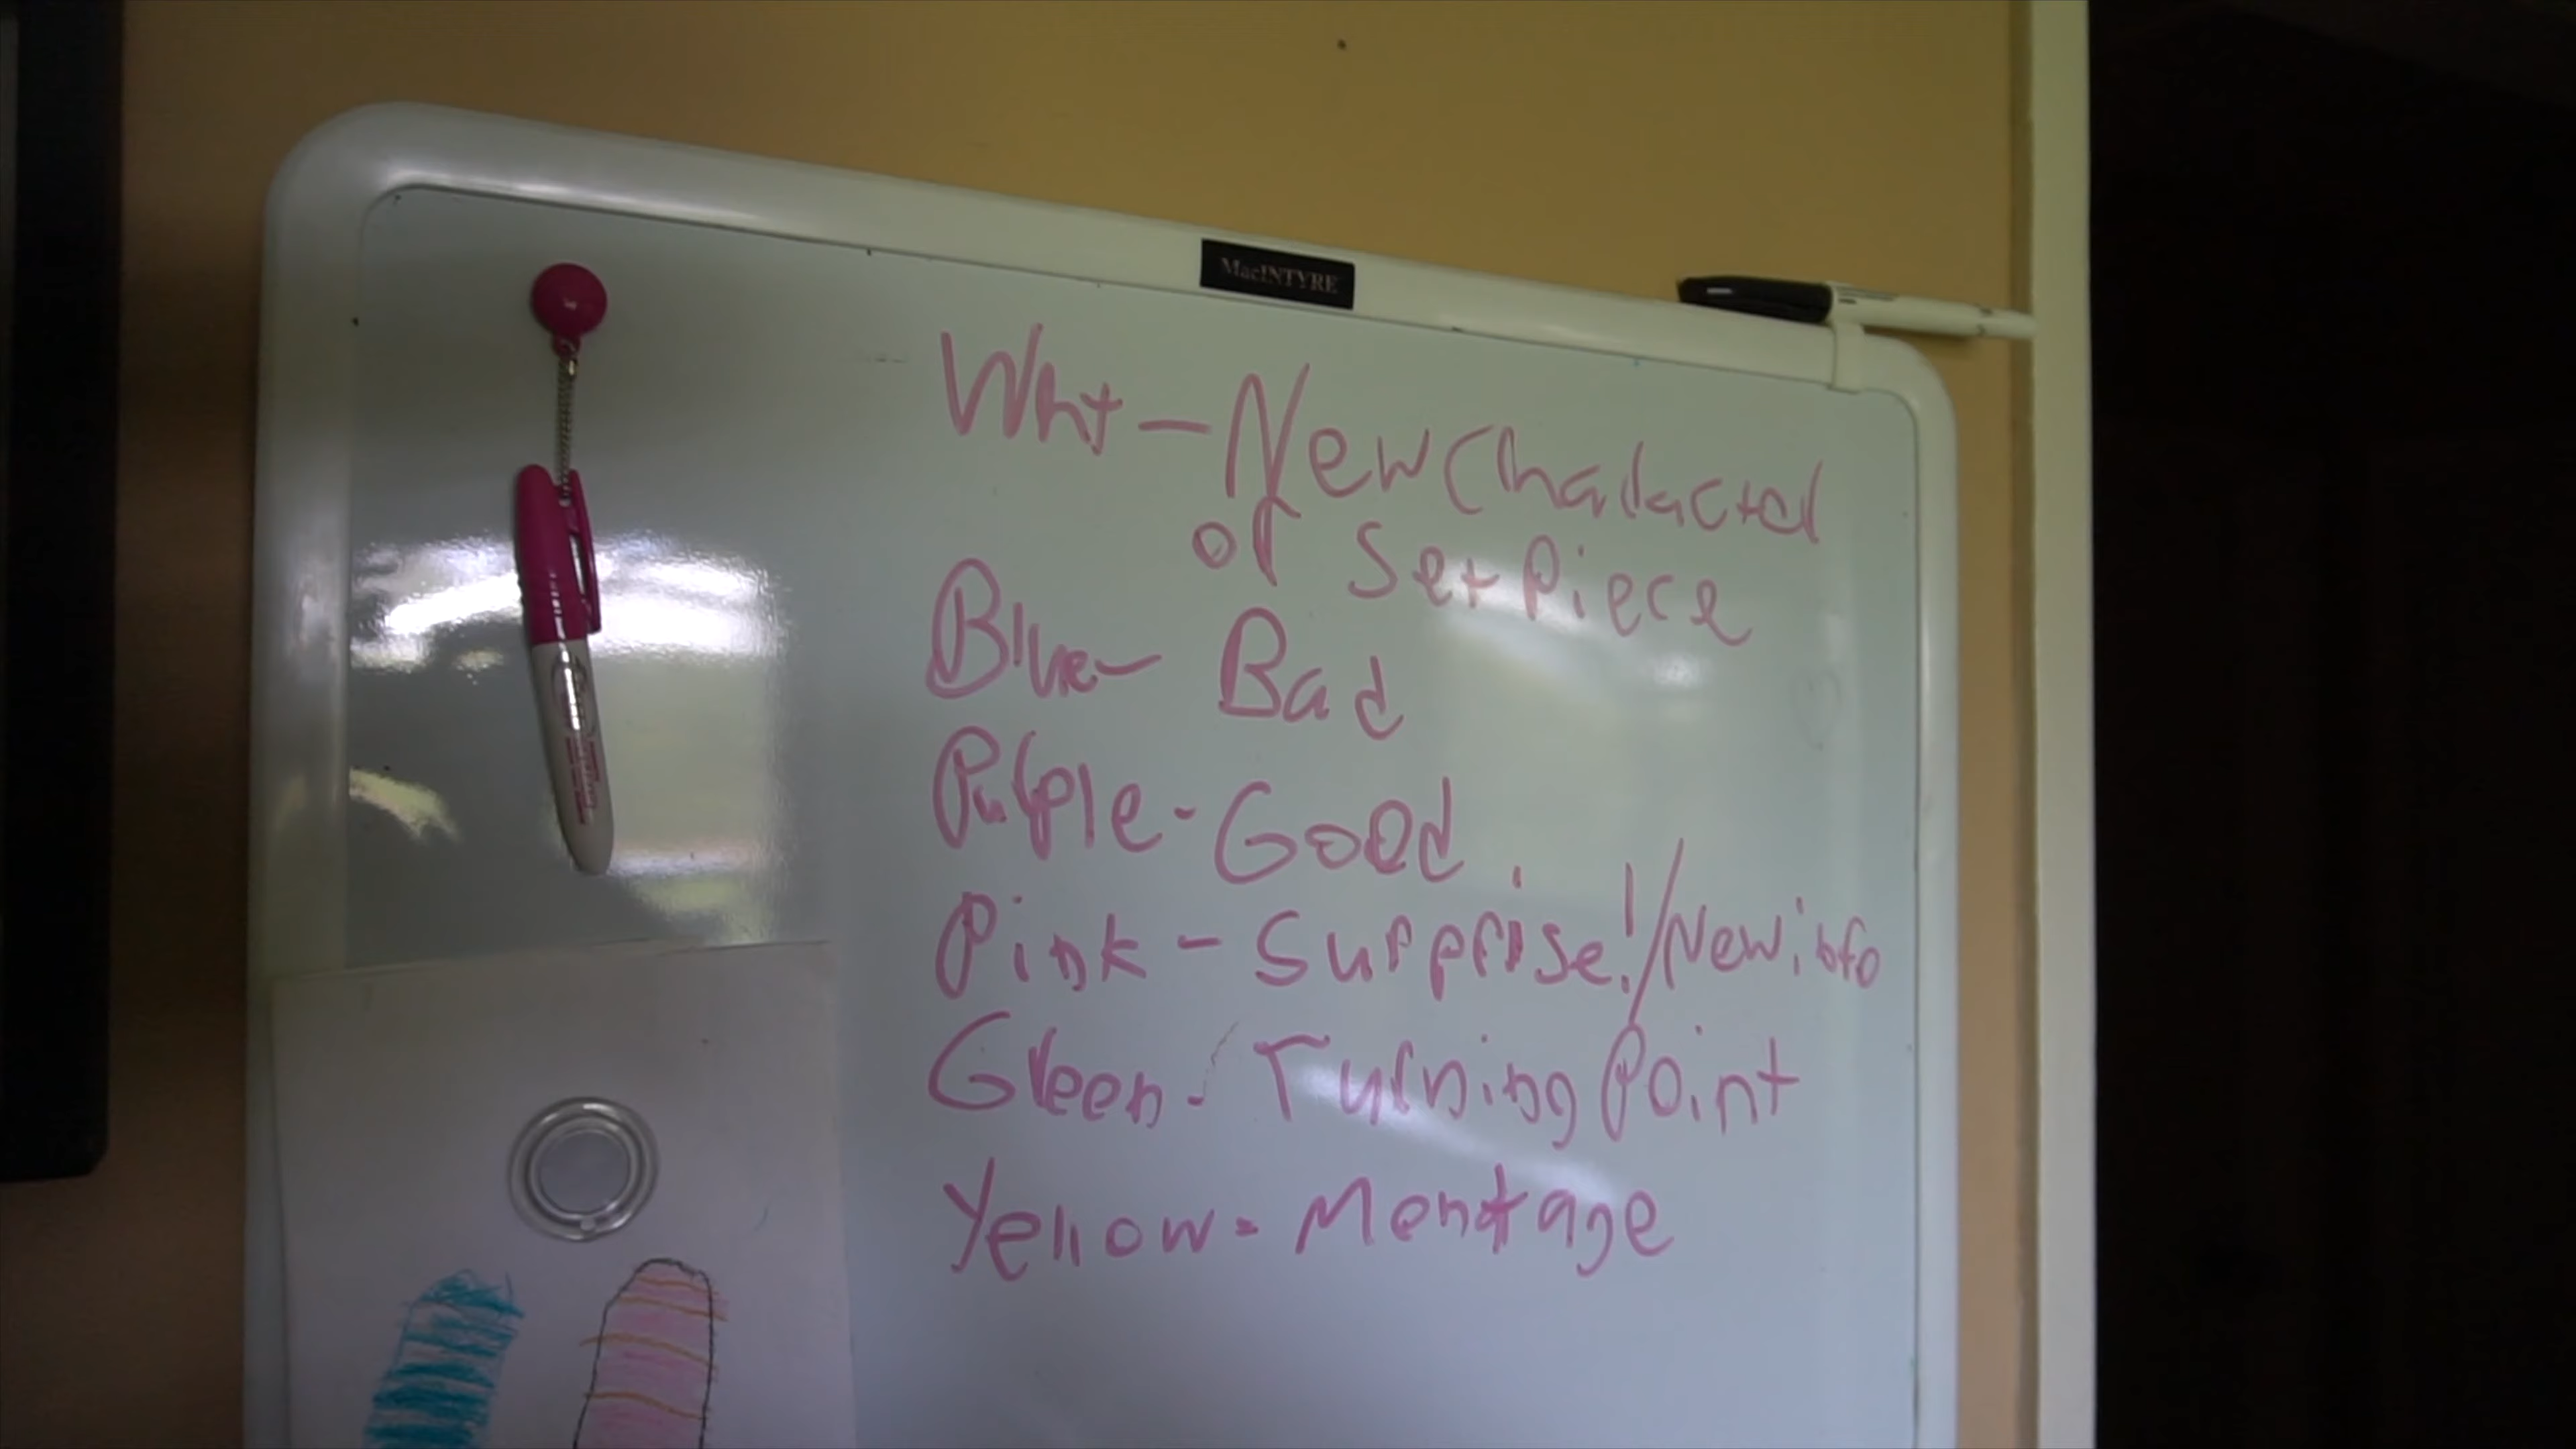 MacINTYRE
Wht - New Character
or Set Piece
Blue - Bad
Purple - Good
Pink - Surprise! / New info
Green - Turning Point
Yellow - Montage